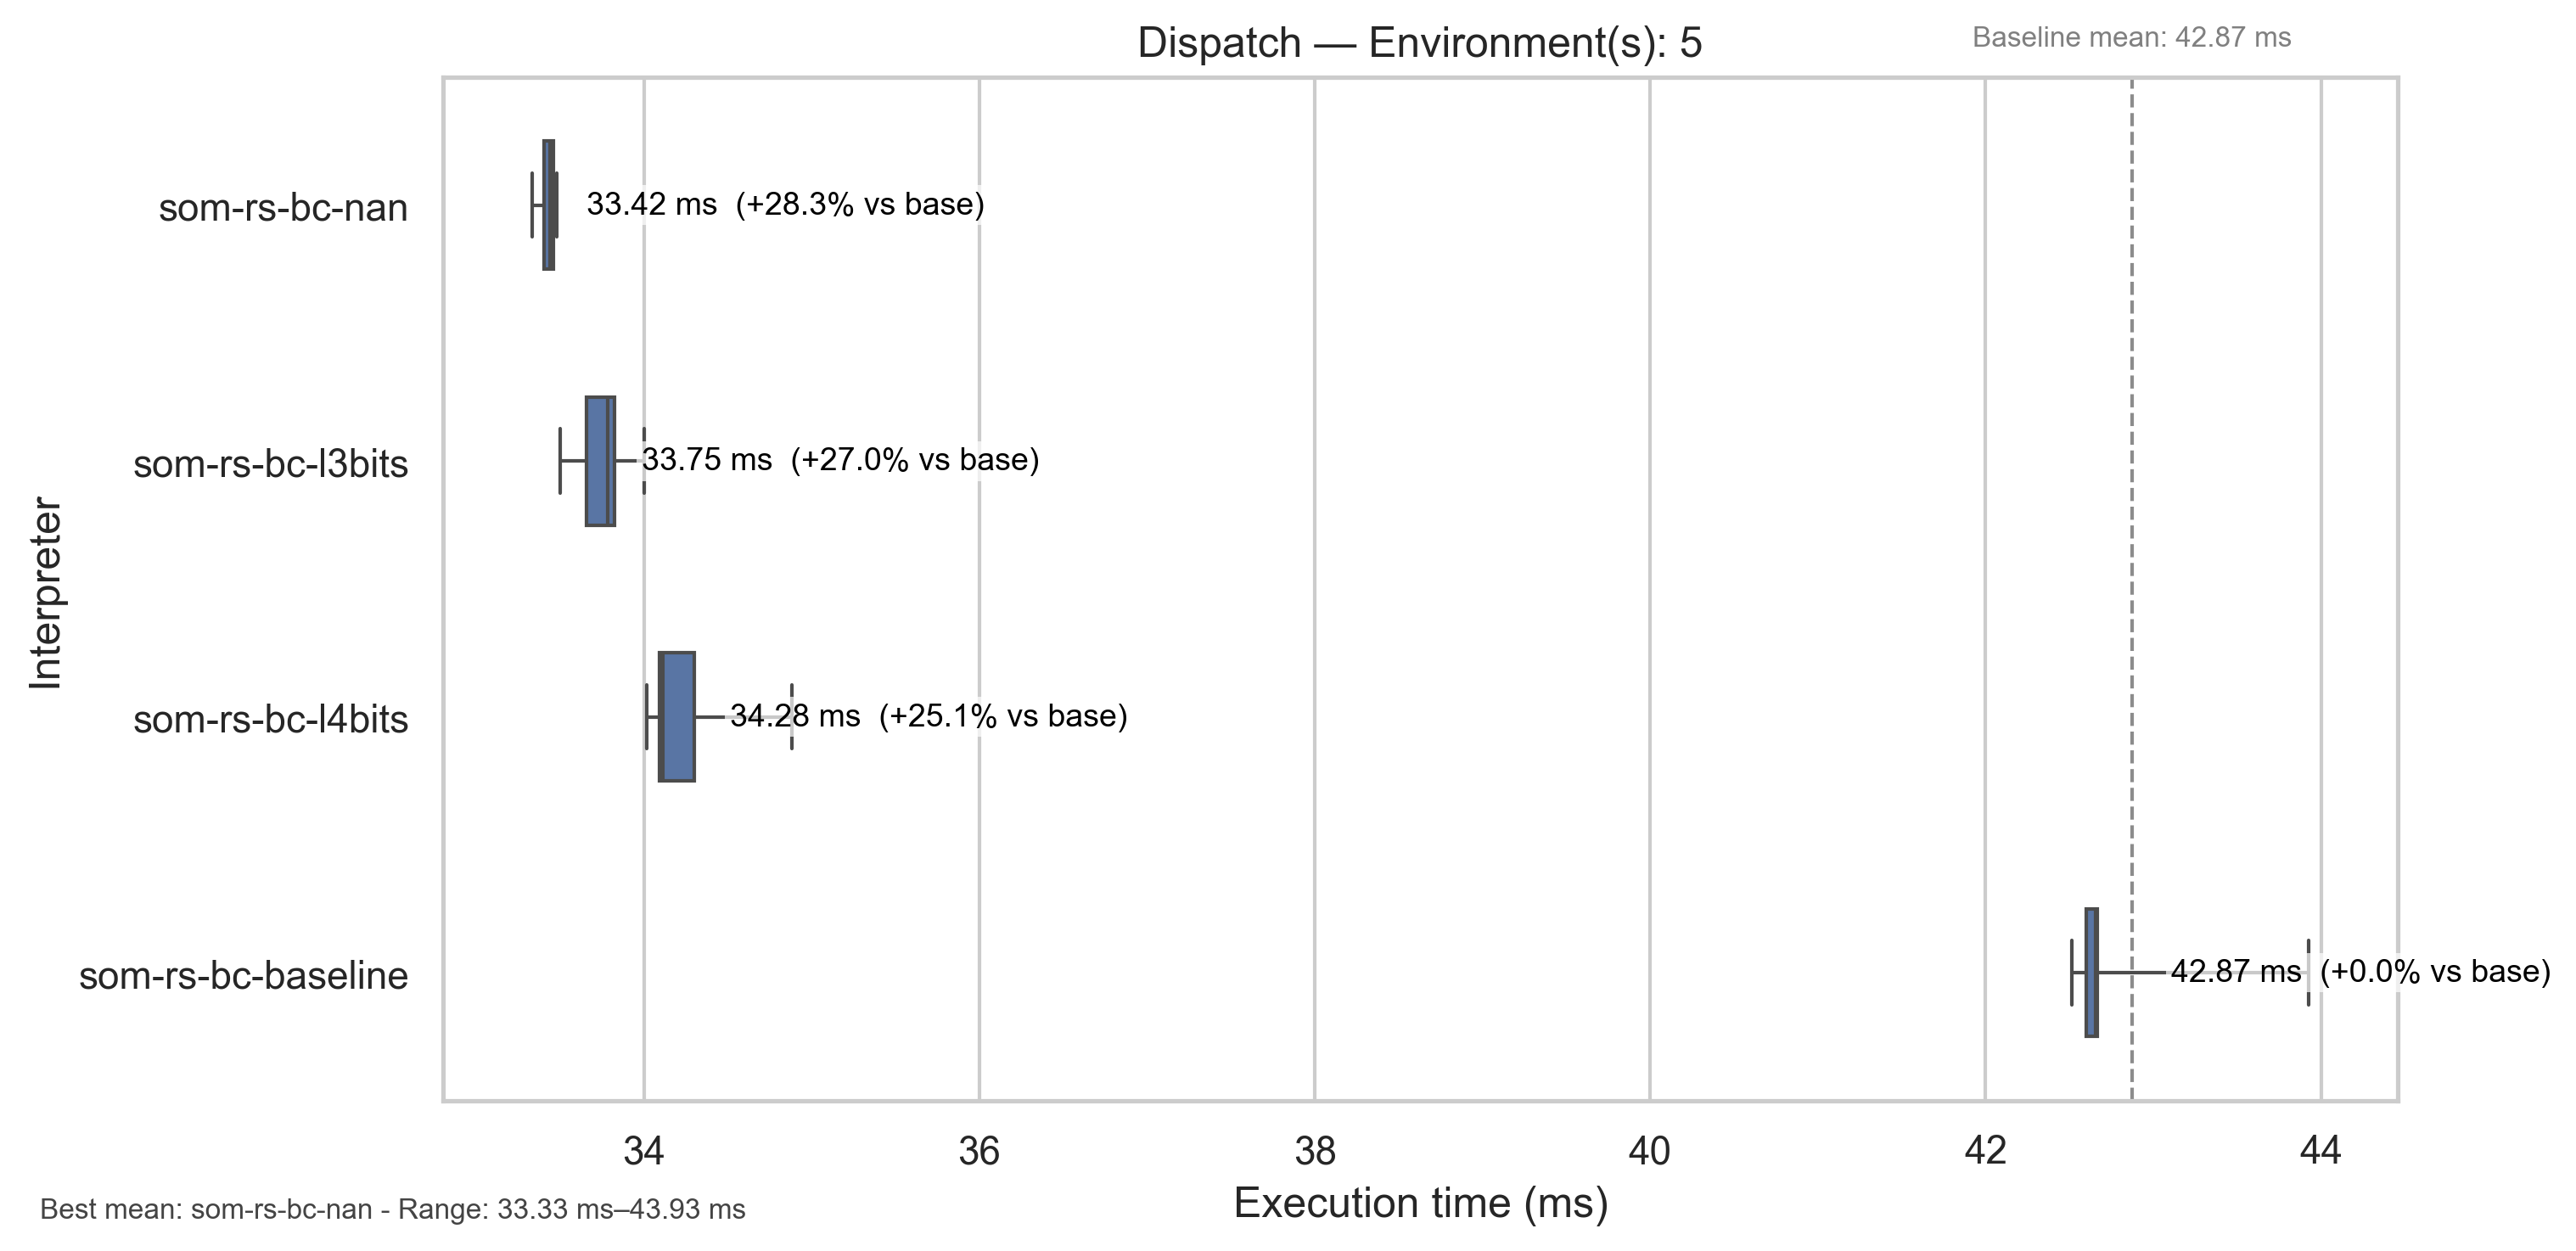 Dispatch — Environment(s): 5
Baseline mean: 42.87 ms
Interpreter
som-rs-bc-nan
33.42 ms  (+28.3% vs base)
som-rs-bc-l3bits
33.75 ms  (+27.0% vs base)
som-rs-bc-l4bits
34.28 ms  (+25.1% vs base)
som-rs-bc-baseline
42.87 ms  (+0.0% vs base)
34 36 38 40 42 44
Execution time (ms)
Best mean: som-rs-bc-nan - Range: 33.33 ms–43.93 ms